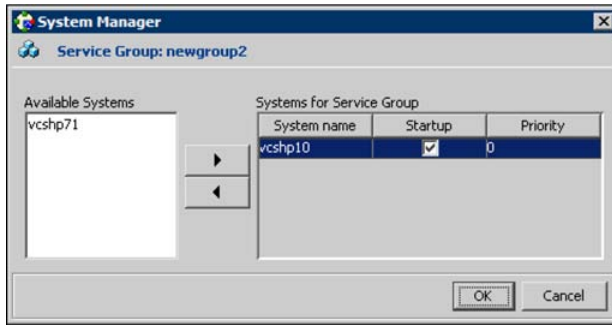 System Manager
Service Group: newgroup2
Available Systems
vcshp71
Systems for Service Group
System name Startup Priority
vcshp10 0
OK Cancel